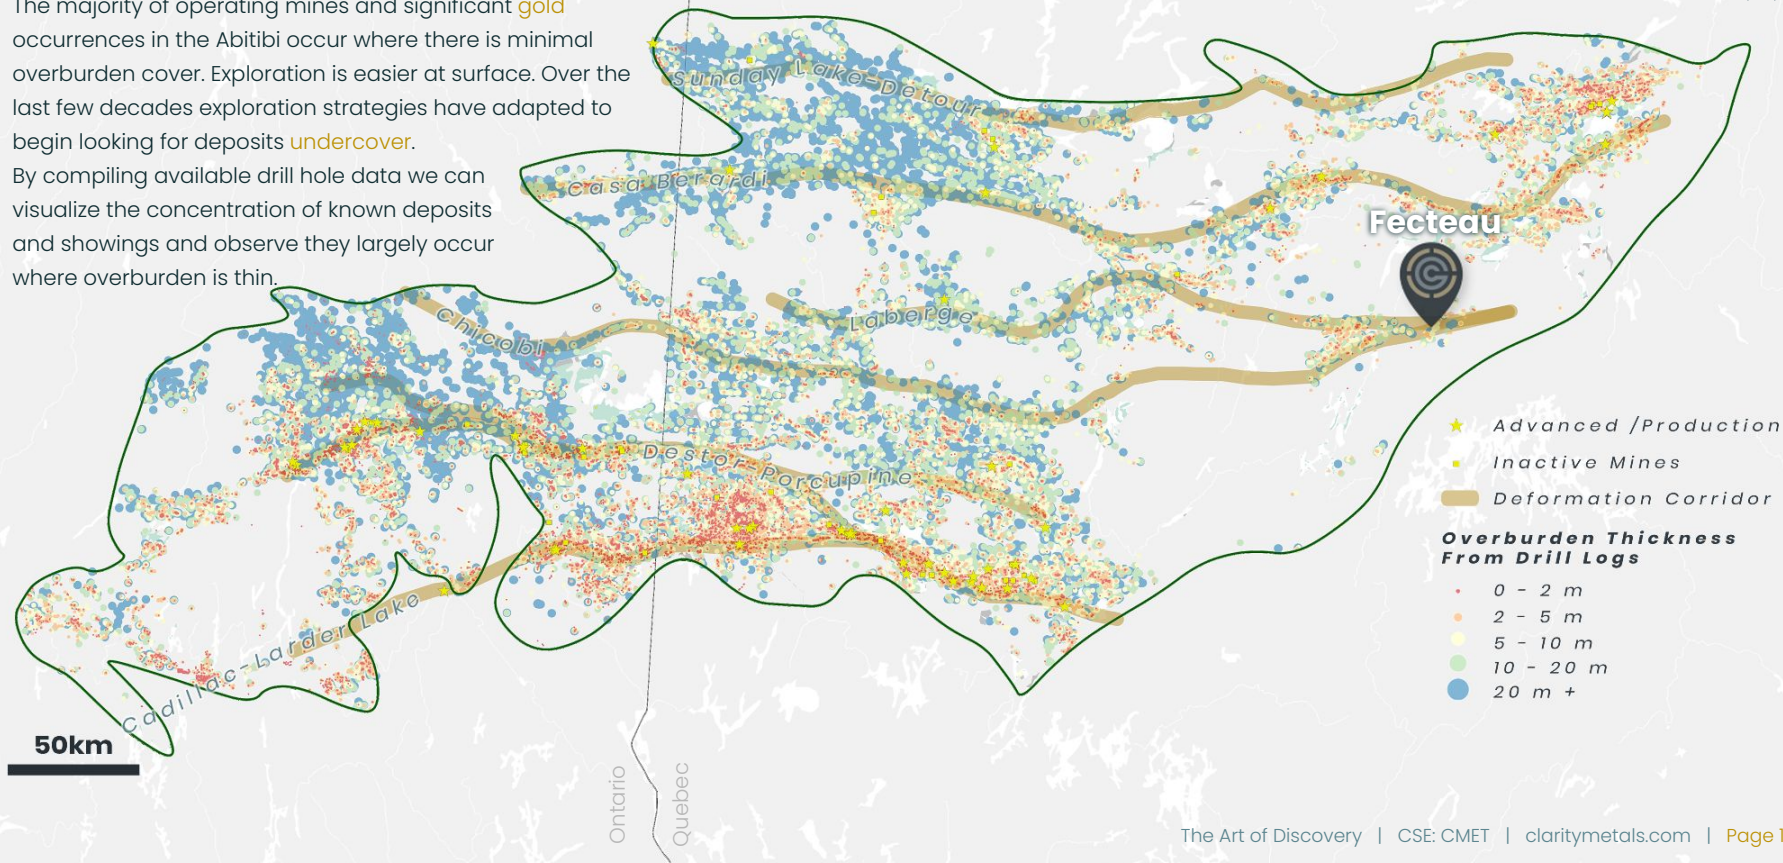 The majority of operating mines and significant gold
occurrences in the Abitibi occur where there is minimal
overburden cover. Exploration is easier at surface. Over the
last few decades exploration strategies have adapted to
begin looking for deposits undercover.
By compiling available drill hole data we can
visualize the concentration of known deposits
and showings and observe they largely occur
where overburden is thin.
Sunday Lake-Detour
Casa Berardi
Fecteau
Laberge
Chicobi
Destor-Porcupine
Cadillac-Larder Lake
Advanced /Production
Inactive Mines
Deformation Corridor
Overburden Thickness
From Drill Logs
0 - 2 m
2 - 5 m
5 - 10 m
10 - 20 m
20 m +
50km
Ontario
Quebec
The Art of Discovery | CSE: CMET | claritymetals.com | Page 1